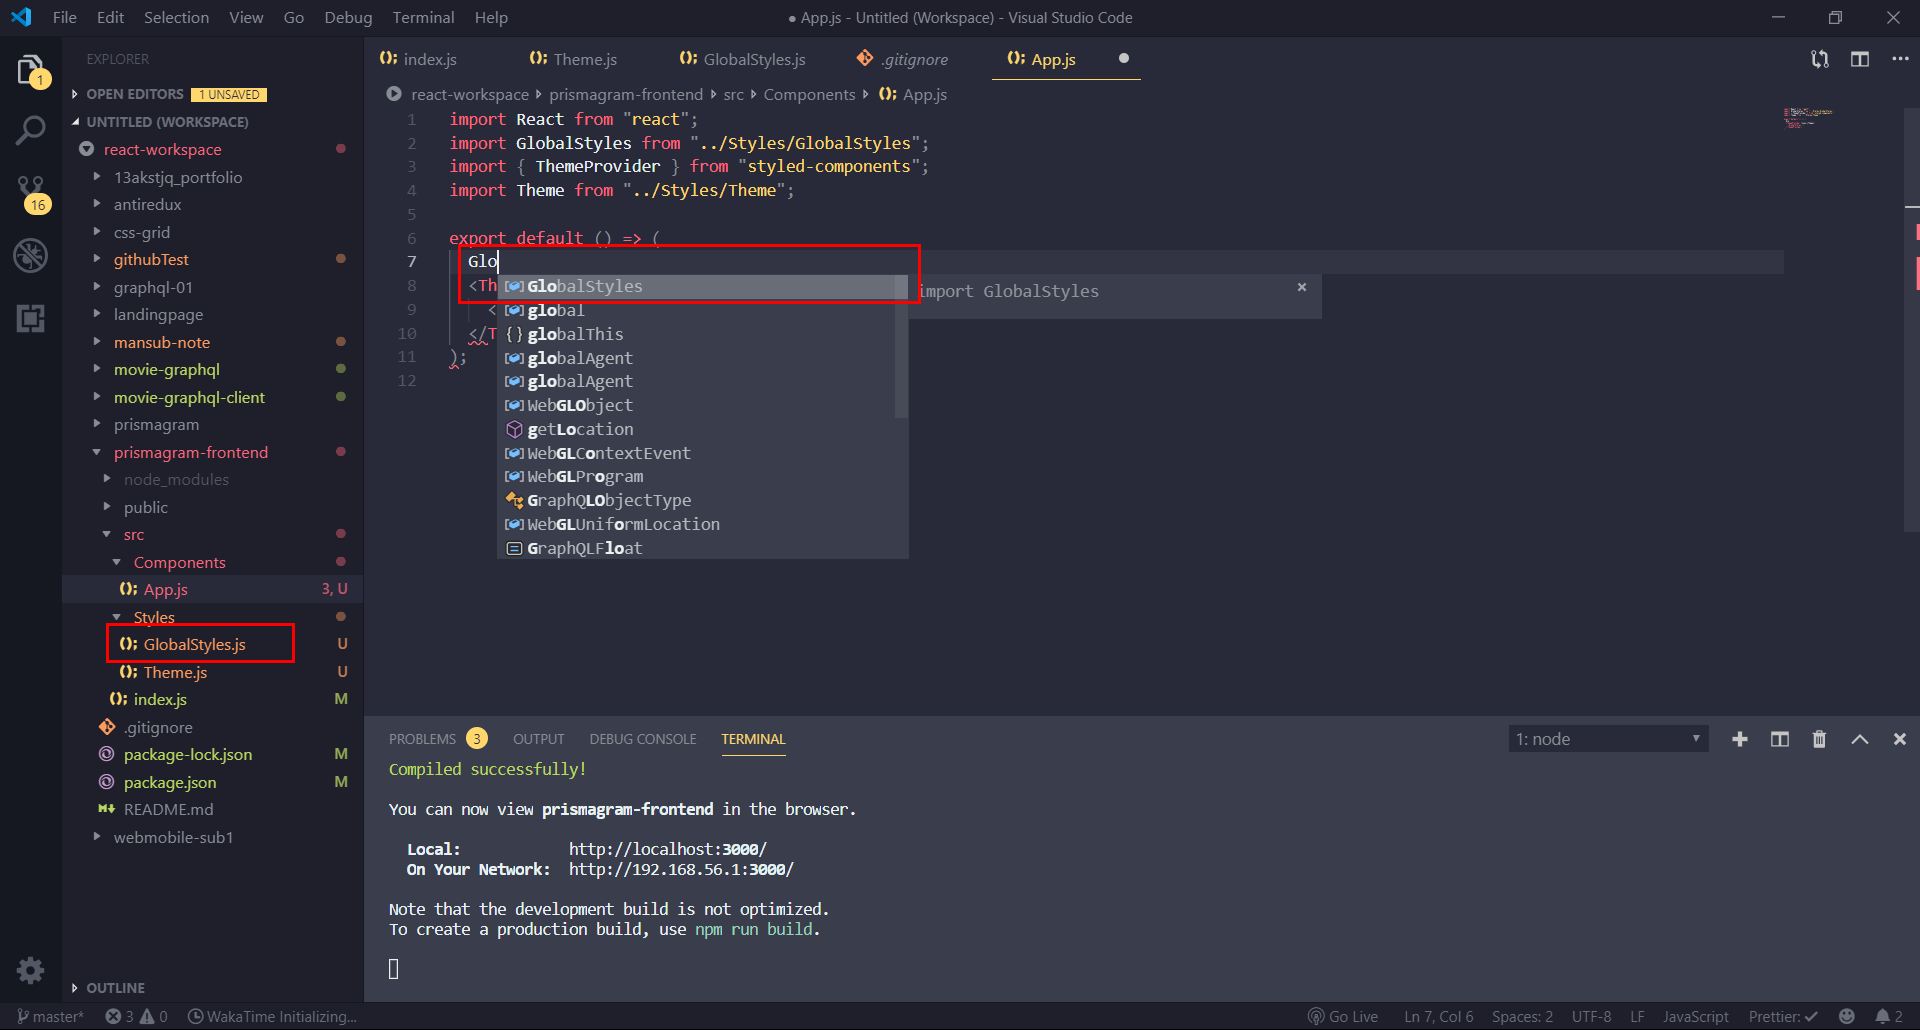 File Edit Selection View Go Debug Terminal Help
● App.js - Untitled (Workspace) - Visual Studio Code
EXPLORER
1
16
OPEN EDITORS 1 UNSAVED
UNTITLED (WORKSPACE)
react-workspace
13akstjq_portfolio
antiredux
css-grid
githubTest
graphql-01
landingpage
mansub-note
movie-graphql
movie-graphql-client
prismagram
prismagram-frontend
node_modules
public
src
Components
App.js 3, U
Styles
GlobalStyles.js U
Theme.js U
index.js M
.gitignore
package-lock.json M
package.json M
README.md
webmobile-sub1
OUTLINE
index.js Theme.js GlobalStyles.js .gitignore App.js
react-workspace prismagram-frontend src Components App.js
1 import React from "react";
2 import GlobalStyles from "../Styles/GlobalStyles";
3 import { ThemeProvider } from "styled-components";
4 import Theme from "../Styles/Theme";
5
6 export default () => (
7 Glo
8 <Th
9 <
10 </T
11 );
12
GlobalStyles
import GlobalStyles
global
globalThis
globalAgent
globalAgent
WebGLObject
getLocation
WebGLContextEvent
WebGLProgram
GraphQLObjectType
WebGLUniformLocation
GraphQLFloat
PROBLEMS 3 OUTPUT DEBUG CONSOLE TERMINAL
1: node
Compiled successfully!
You can now view prismagram-frontend in the browser.
Local: http://localhost:3000/
On Your Network: http://192.168.56.1:3000/
Note that the development build is not optimized.
To create a production build, use npm run build.
master* 3 0 WakaTime Initializing...
Go Live Ln 7, Col 6 Spaces: 2 UTF-8 LF JavaScript Prettier: ✓ 2